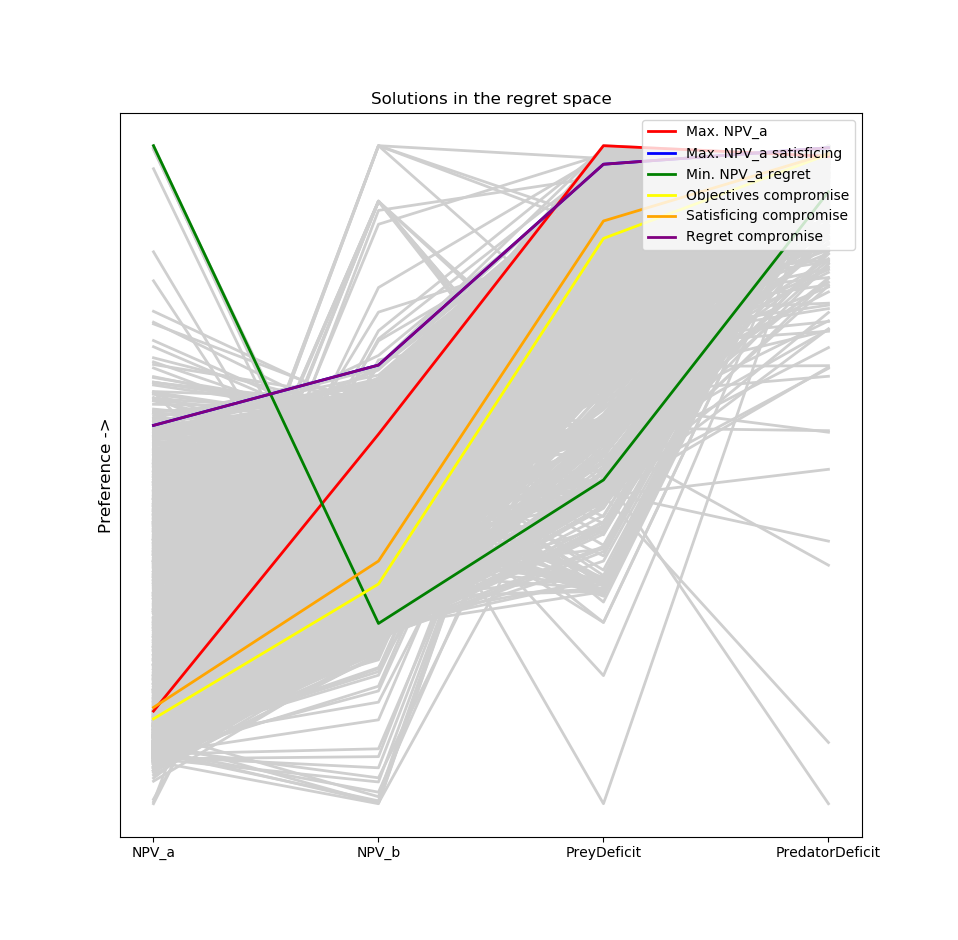 Solutions in the regret space
Max. NPV_a
Max. NPV_a satisficing
Min. NPV_a regret
Objectives compromise
Satisficing compromise
Regret compromise
Preference ->
NPV_a
NPV_b
PreyDeficit
PredatorDeficit